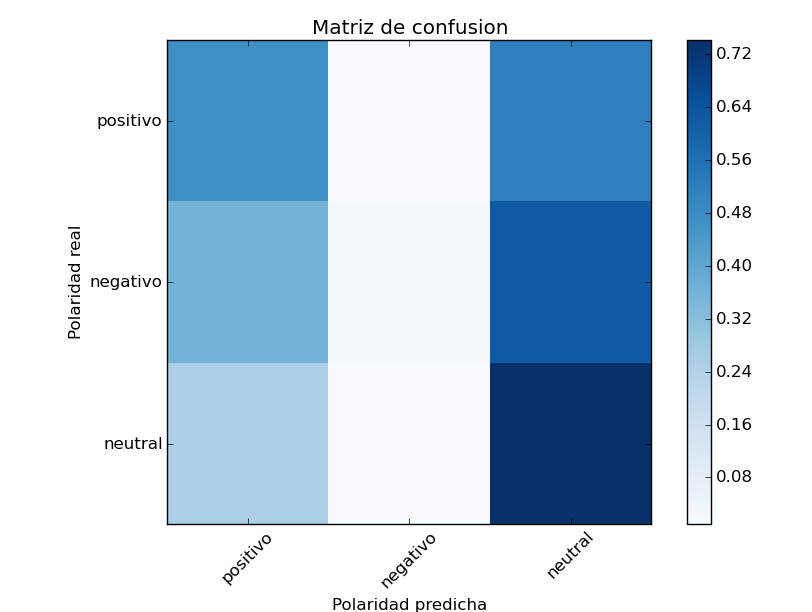 Matriz de confusion
Polaridad real
positivo
negativo
neutral
positivo
negativo
neutral
Polaridad predicha
0.72
0.64
0.56
0.48
0.40
0.32
0.24
0.16
0.08